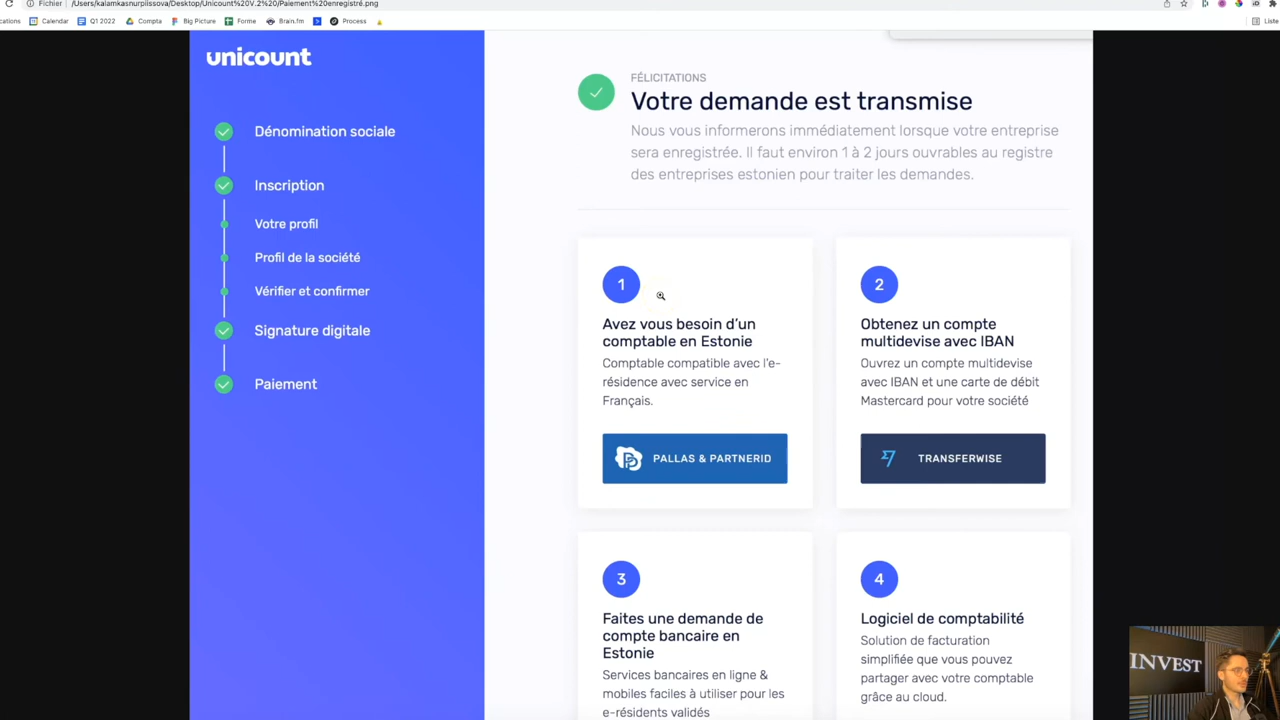 Fichier
/Users/kalamkasnurpiissova/Desktop/Unicount%20V.2%20/Paiement%20enregistré.png
cations
Calendar
Q1 2022
Compta
Big Picture
Forme
Brain.fm
Process
Liste
unicount
Dénomination sociale
Inscription
Votre profil
Profil de la société
Vérifier et confirmer
Signature digitale
Paiement
FÉLICITATIONS
Votre demande est transmise
Nous vous informerons immédiatement lorsque votre entreprise
sera enregistrée. Il faut environ 1 à 2 jours ouvrables au registre
des entreprises estonien pour traiter les demandes.
1
Avez vous besoin d'un
comptable en Estonie
Comptable compatible avec l'e-
résidence avec service en
Français.
PALLAS & PARTNERID
2
Obtenez un compte
multidevise avec IBAN
Ouvrez un compte multidevise
avec IBAN et une carte de débit
Mastercard pour votre société
TRANSFERWISE
3
Faites une demande de
compte bancaire en
Estonie
Services bancaires en ligne &
mobiles faciles à utiliser pour les
e-résidents validés
4
Logiciel de comptabilité
Solution de facturation
simplifiée que vous pouvez
partager avec votre comptable
grâce au cloud.
INVEST